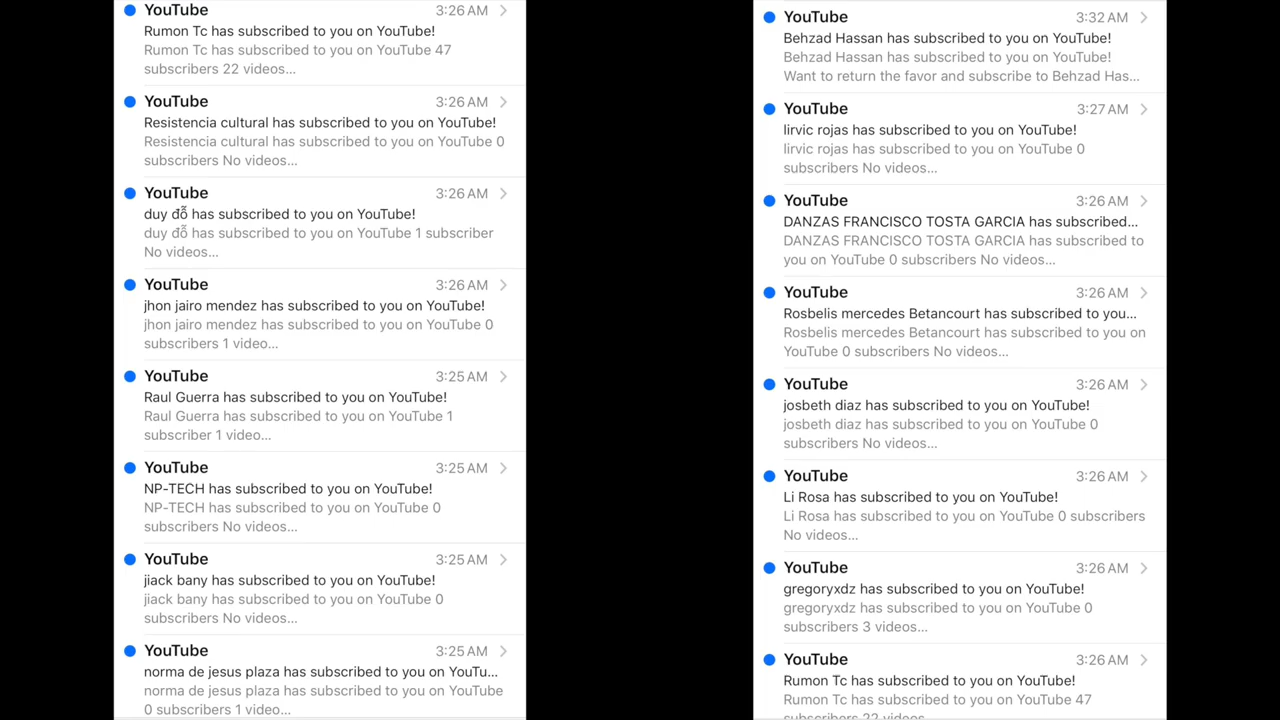 YouTube 3:26 AM
Rumon Tc has subscribed to you on YouTube!
Rumon Tc has subscribed to you on YouTube 47
subscribers 22 videos...
YouTube 3:26 AM
Resistencia cultural has subscribed to you on YouTube!
Resistencia cultural has subscribed to you on YouTube 0
subscribers No videos...
YouTube 3:26 AM
duy đỗ has subscribed to you on YouTube!
duy đỗ has subscribed to you on YouTube 1 subscriber
No videos...
YouTube 3:26 AM
jhon jairo mendez has subscribed to you on YouTube!
jhon jairo mendez has subscribed to you on YouTube 0
subscribers 1 video...
YouTube 3:25 AM
Raul Guerra has subscribed to you on YouTube!
Raul Guerra has subscribed to you on YouTube 1
subscriber 1 video...
YouTube 3:25 AM
NP-TECH has subscribed to you on YouTube!
NP-TECH has subscribed to you on YouTube 0
subscribers No videos...
YouTube 3:25 AM
jiack bany has subscribed to you on YouTube!
jiack bany has subscribed to you on YouTube 0
subscribers No videos...
YouTube 3:25 AM
norma de jesus plaza has subscribed to you on YouTu...
norma de jesus plaza has subscribed to you on YouTube
0 subscribers 1 video...
YouTube 3:32 AM
Behzad Hassan has subscribed to you on YouTube!
Behzad Hassan has subscribed to you on YouTube!
Want to return the favor and subscribe to Behzad Has...
YouTube 3:27 AM
lirvic rojas has subscribed to you on YouTube!
lirvic rojas has subscribed to you on YouTube 0
subscribers No videos...
YouTube 3:26 AM
DANZAS FRANCISCO TOSTA GARCIA has subscribed...
DANZAS FRANCISCO TOSTA GARCIA has subscribed to
you on YouTube 0 subscribers No videos...
YouTube 3:26 AM
Rosbelis mercedes Betancourt has subscribed to you...
Rosbelis mercedes Betancourt has subscribed to you on
YouTube 0 subscribers No videos...
YouTube 3:26 AM
josbeth diaz has subscribed to you on YouTube!
josbeth diaz has subscribed to you on YouTube 0
subscribers No videos...
YouTube 3:26 AM
Li Rosa has subscribed to you on YouTube!
Li Rosa has subscribed to you on YouTube 0 subscribers
No videos...
YouTube 3:26 AM
gregoryxdz has subscribed to you on YouTube!
gregoryxdz has subscribed to you on YouTube 0
subscribers 3 videos...
YouTube 3:26 AM
Rumon Tc has subscribed to you on YouTube!
Rumon Tc has subscribed to you on YouTube 47
subscribers 22 videos